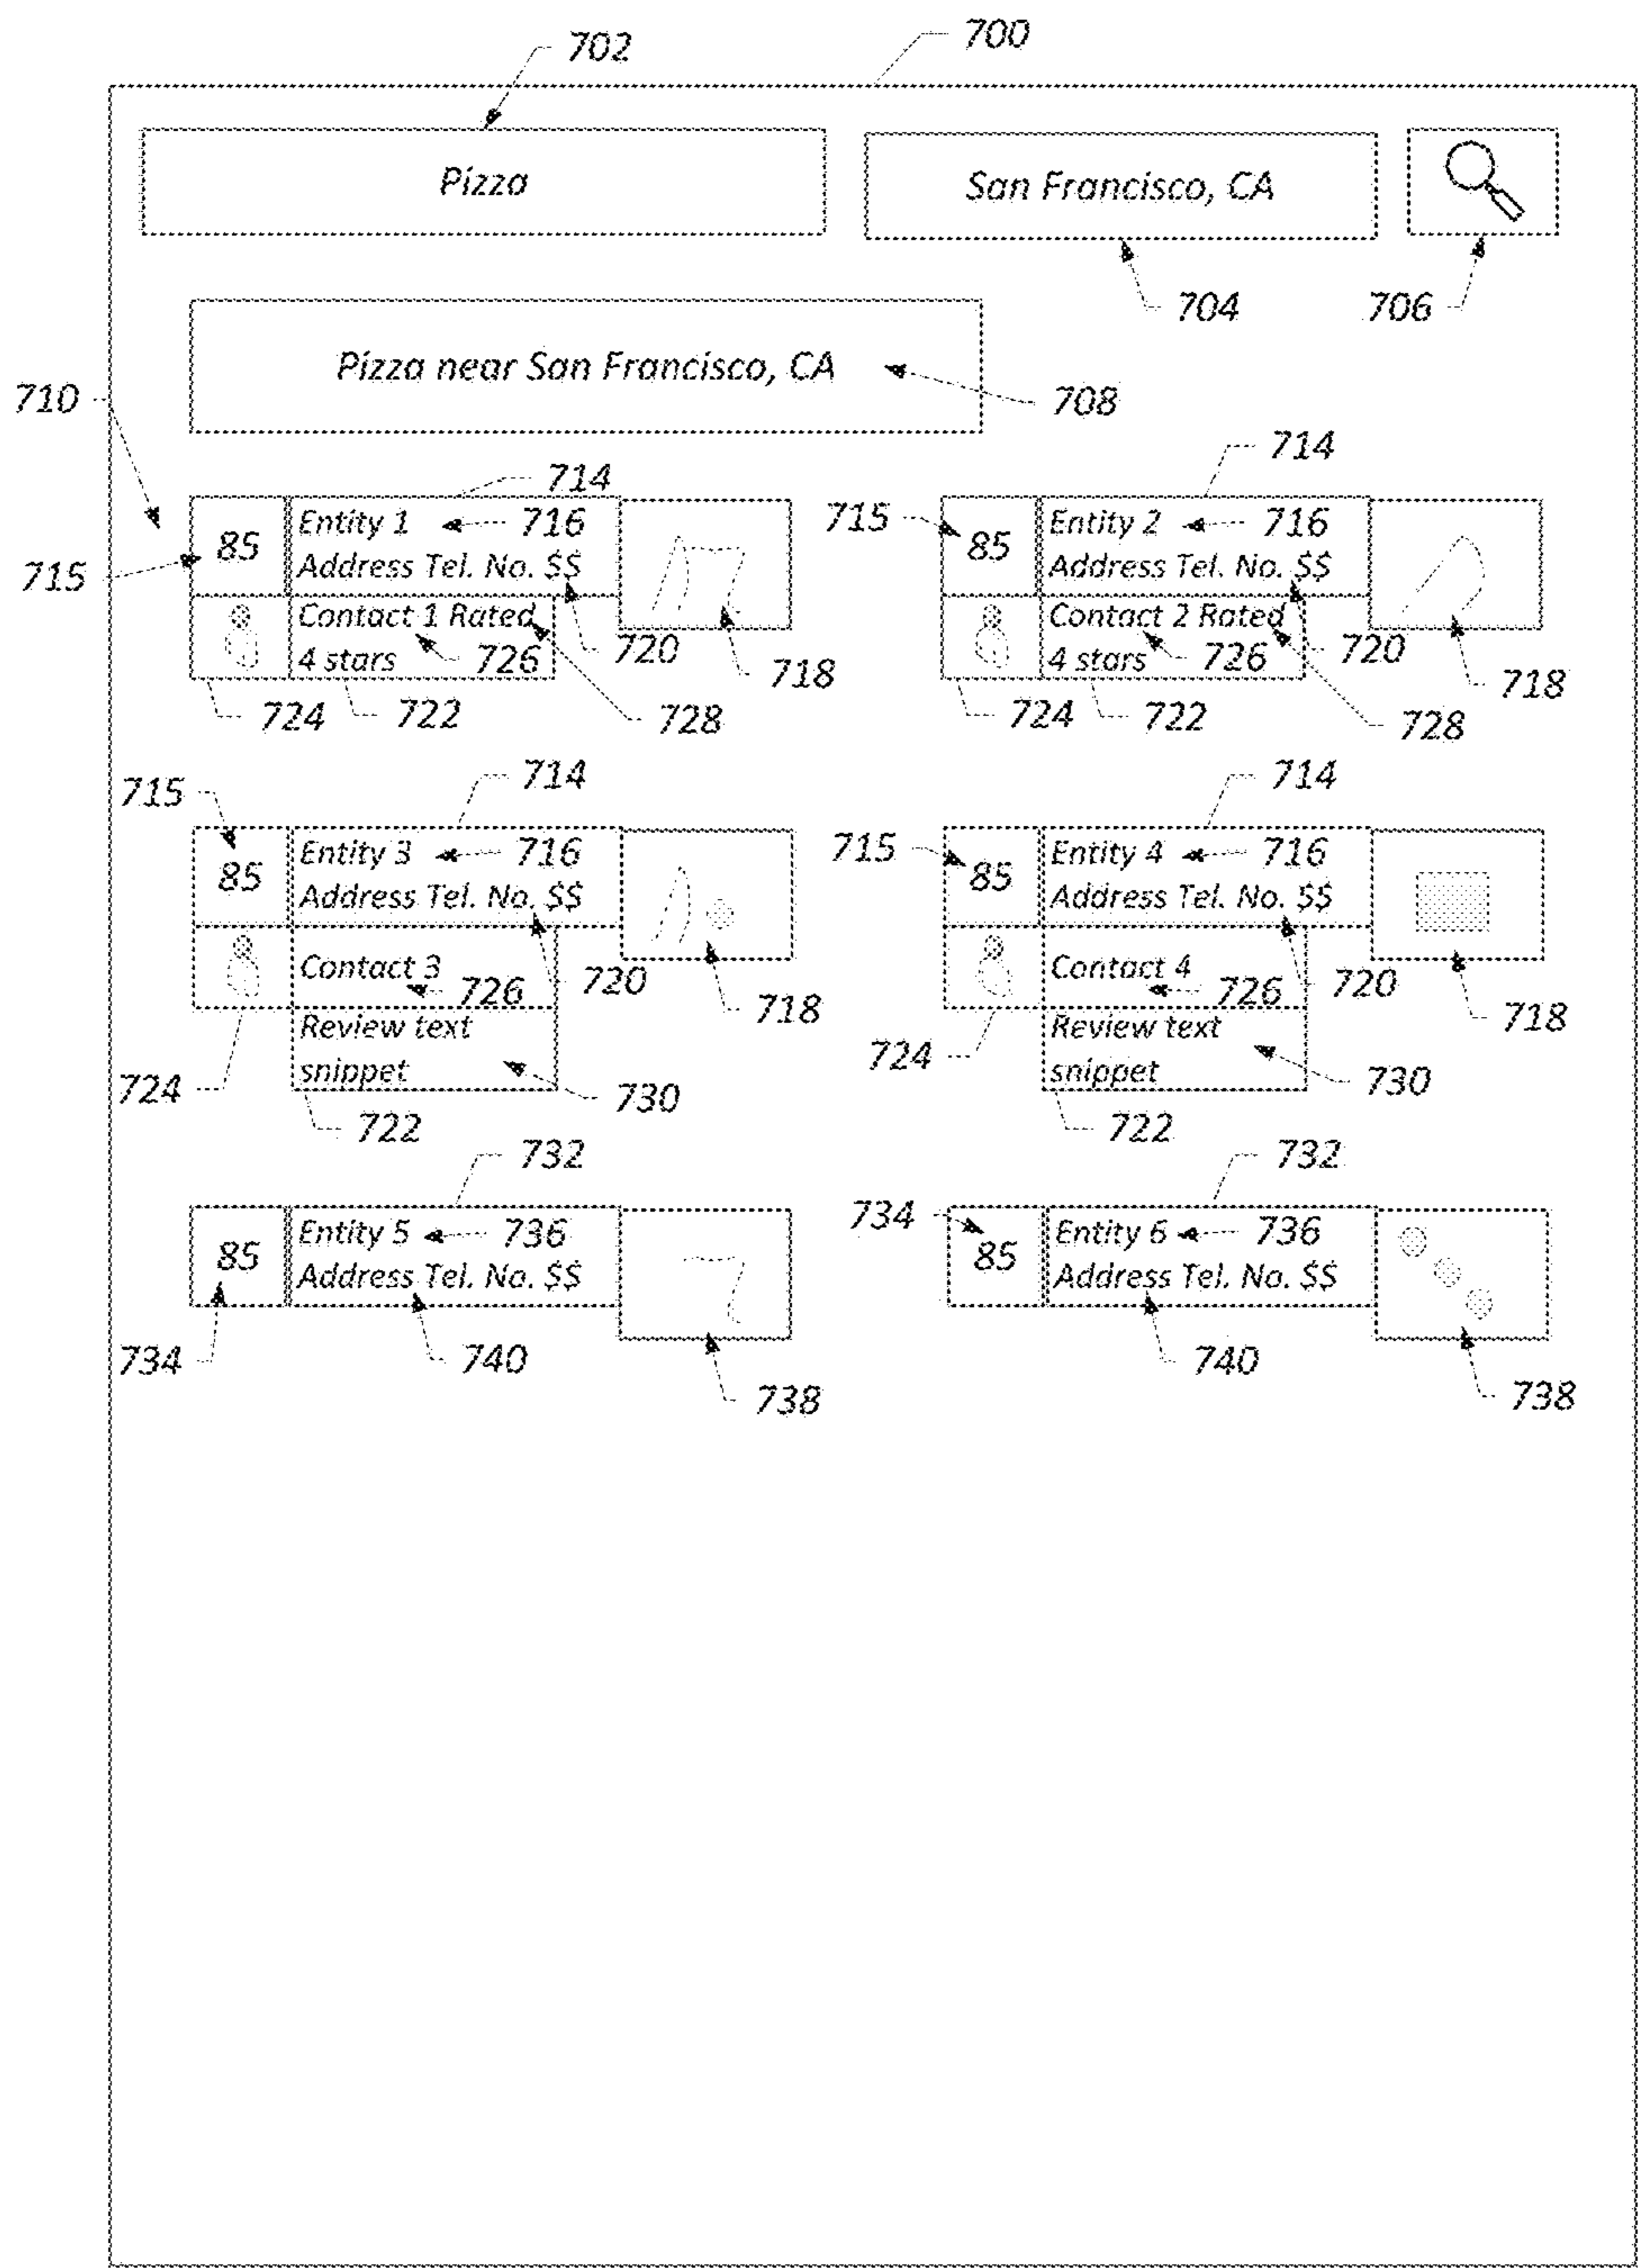 702
700
Pizza
San Francisco, CA
704
706
Pizza near San Francisco, CA
708
710
714
714
715
85
Entity 1
716
Address Tel. No. $$
715
85
Entity 2
716
Address Tel. No. $$
Contact 1 Rated
4 stars
726
720
718
724
722
728
Contact 2 Rated
4 stars
726
720
718
724
722
728
715
714
85
Entity 3
716
Address Tel. No. $$
715
714
85
Entity 4
716
Address Tel. No. $$
Contact 3
726
720
718
Review text
snippet
724
730
722
Contact 4
726
720
718
Review text
snippet
724
730
722
732
732
85
Entity 5
736
Address Tel. No. $$
734
740
738
734
85
Entity 6
736
Address Tel. No. $$
740
738